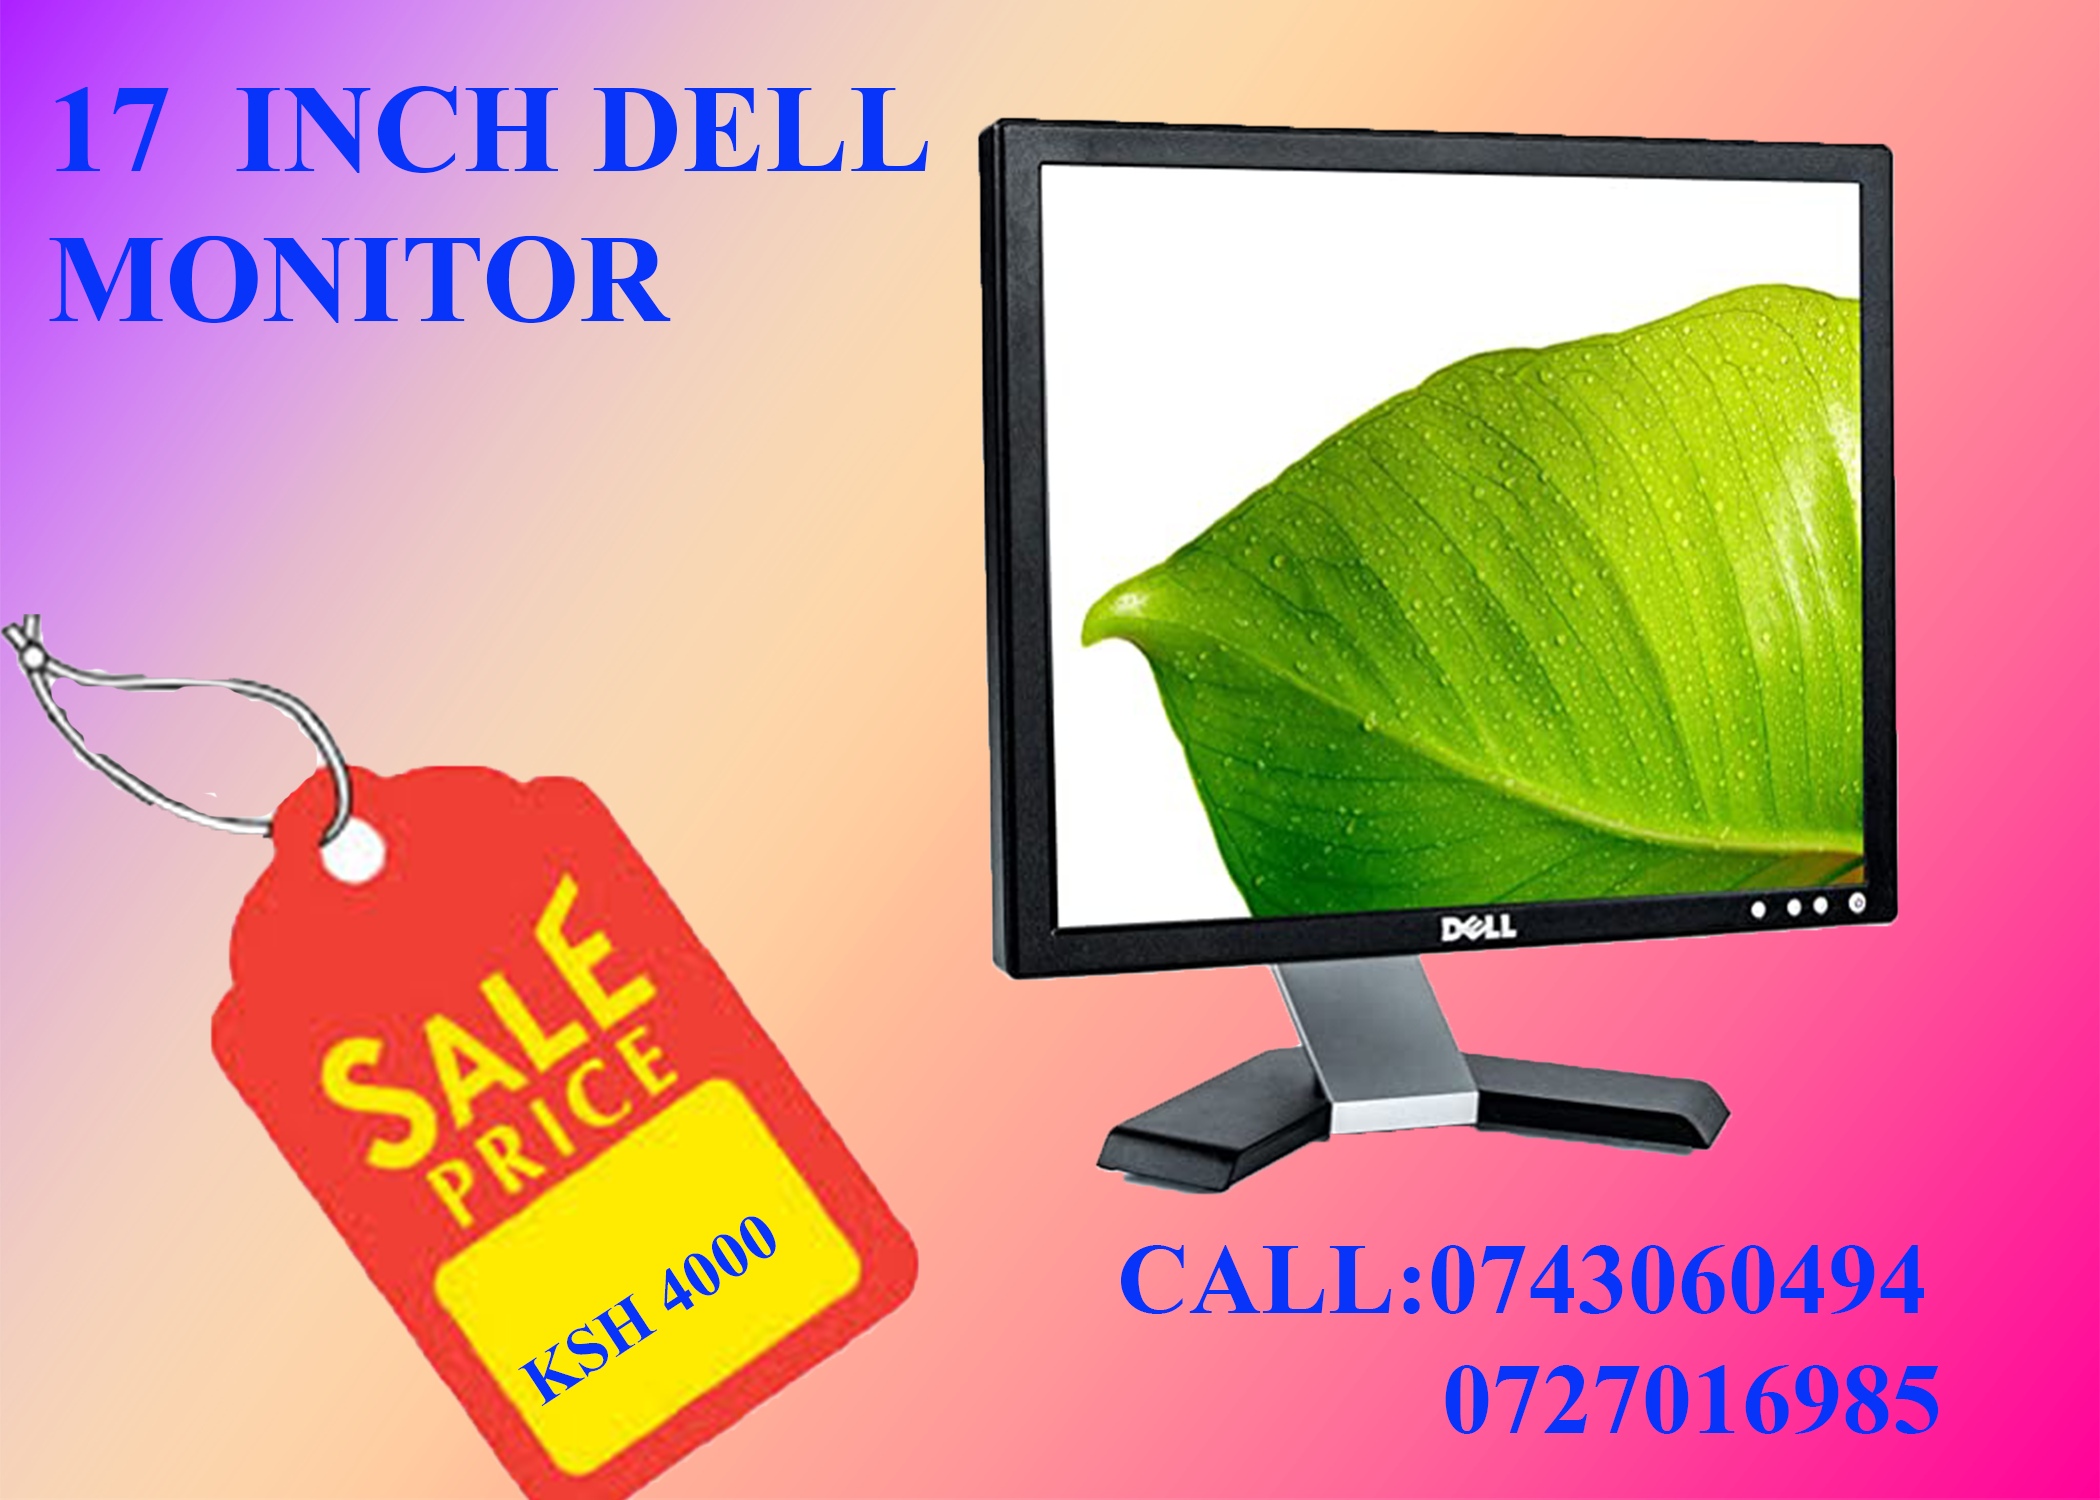 17 INCH DELL
MONITOR
DELL
SALE
PRICE
KSH 4000
CALL:0743060494
0727016985